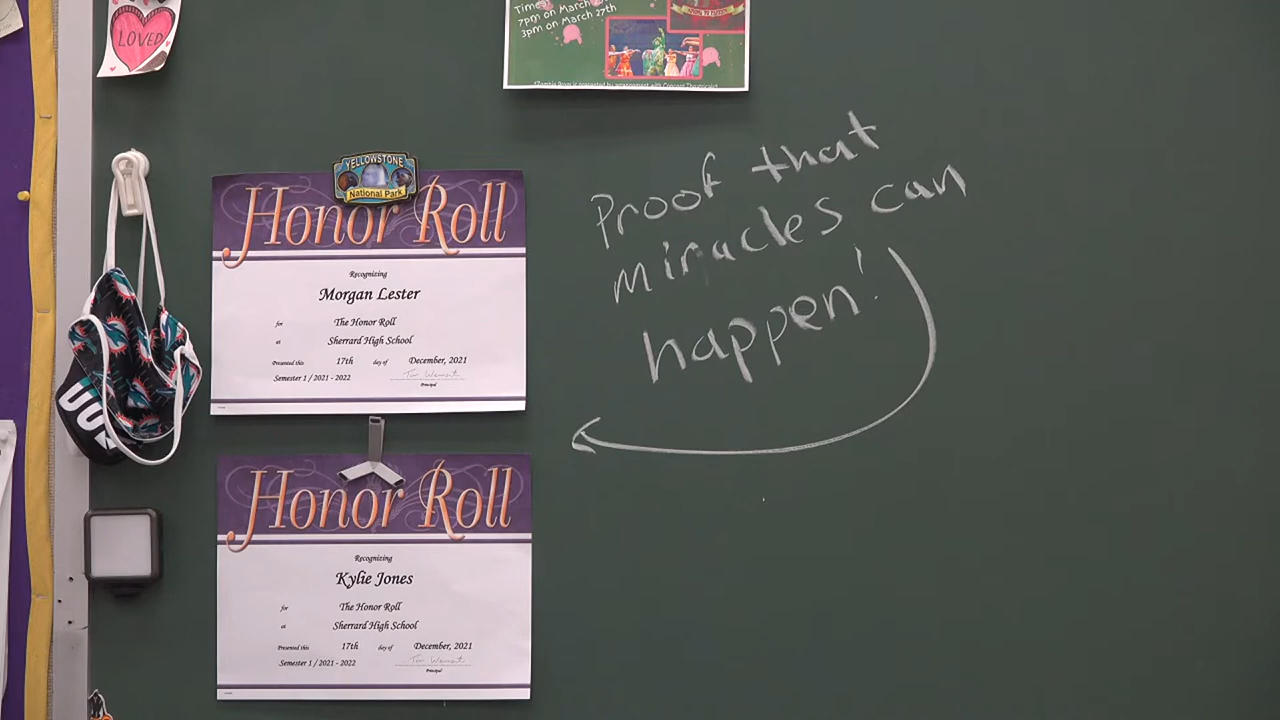 LOVED
7pm on March
3pm on March 27th
YELLOWSTONE
National Park
Honor Roll
Recognizing
Morgan Lester
for The Honor Roll
at Sherrard High School
Presented this 17th day of December, 2021
Semester 1 / 2021 - 2022
Principal
Honor Roll
Recognizing
Kylie Jones
for The Honor Roll
at Sherrard High School
Presented this 17th day of December, 2021
Semester 1 / 2021 - 2022
Principal
Proof that
miracles can
happen!